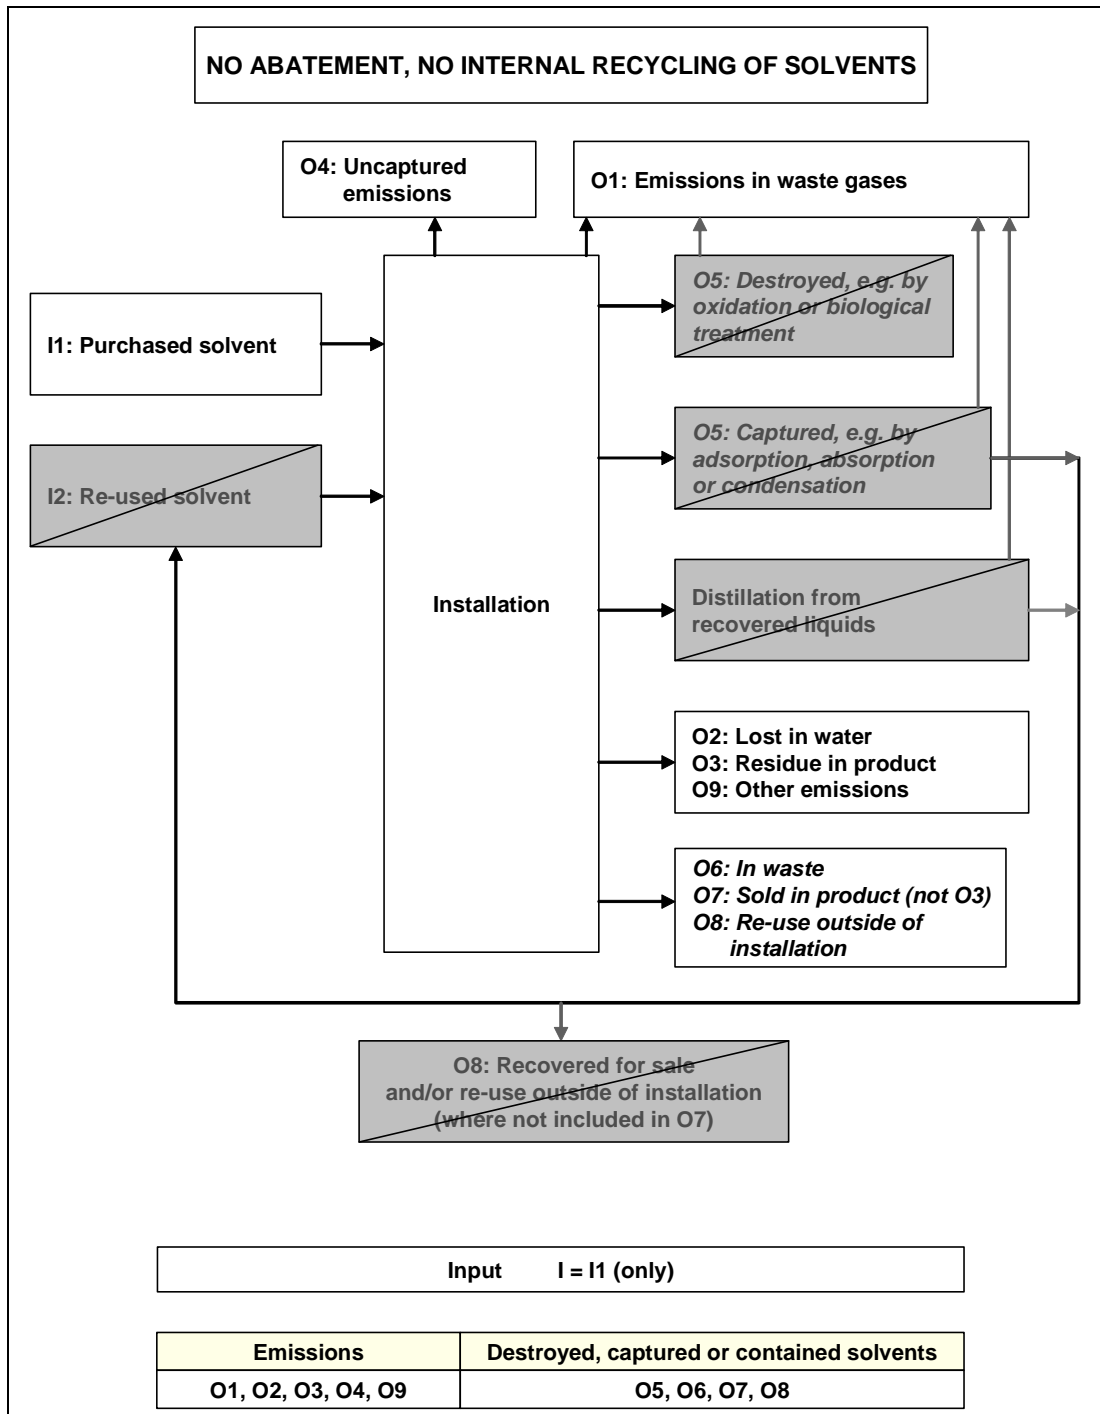 NO ABATEMENT, NO INTERNAL RECYCLING OF SOLVENTS
O4: Uncaptured
emissions
O1: Emissions in waste gases
I1: Purchased solvent
I2: Re-used solvent
Installation
O5: Destroyed, e.g. by
oxidation or biological
treatment
O5: Captured, e.g. by
adsorption, absorption
or condensation
Distillation from
recovered liquids
O2: Lost in water
O3: Residue in product
O9: Other emissions
O6: In waste
O7: Sold in product (not O3)
O8: Re-use outside of
installation
O8: Recovered for sale
and/or re-use outside of installation
(where not included in O7)
Input I = I1 (only)
Emissions Destroyed, captured or contained solvents
O1, O2, O3, O4, O9 O5, O6, O7, O8